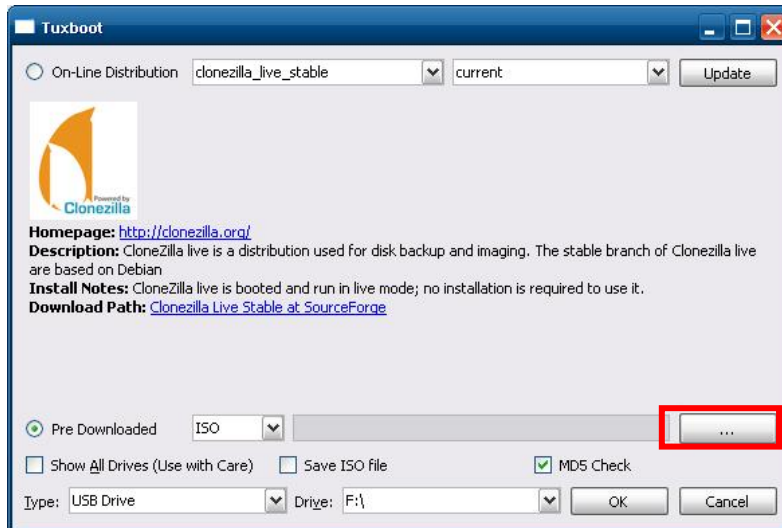 Tuxboot
On-Line Distribution clonezilla_live_stable current Update
Powered by
Clonezilla
Homepage: http://clonezilla.org/
Description: CloneZilla live is a distribution used for disk backup and imaging. The stable branch of Clonezilla live
are based on Debian
Install Notes: CloneZilla live is booted and run in live mode; no installation is required to use it.
Download Path: Clonezilla Live Stable at SourceForge
Pre Downloaded ISO ...
Show All Drives (Use with Care) Save ISO file MD5 Check
Type: USB Drive Drive: F:\ OK Cancel